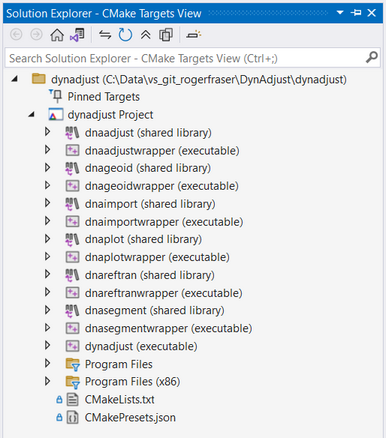 Solution Explorer - CMake Targets View
Search Solution Explorer - CMake Targets View (Ctrl+;)
dynadjust (C:\Data\vs_git_rogerfraser\DynAdjust\dynadjust)
Pinned Targets
dynadjust Project
dnaadjust (shared library)
dnaadjustwrapper (executable)
dnageoid (shared library)
dnageoidwrapper (executable)
dnaimport (shared library)
dnaimportwrapper (executable)
dnaplot (shared library)
dnaplotwrapper (executable)
dnareftran (shared library)
dnareftranwrapper (executable)
dnasegment (shared library)
dnasegmentwrapper (executable)
dynadjust (executable)
Program Files
Program Files (x86)
CMakeLists.txt
CMakePresets.json